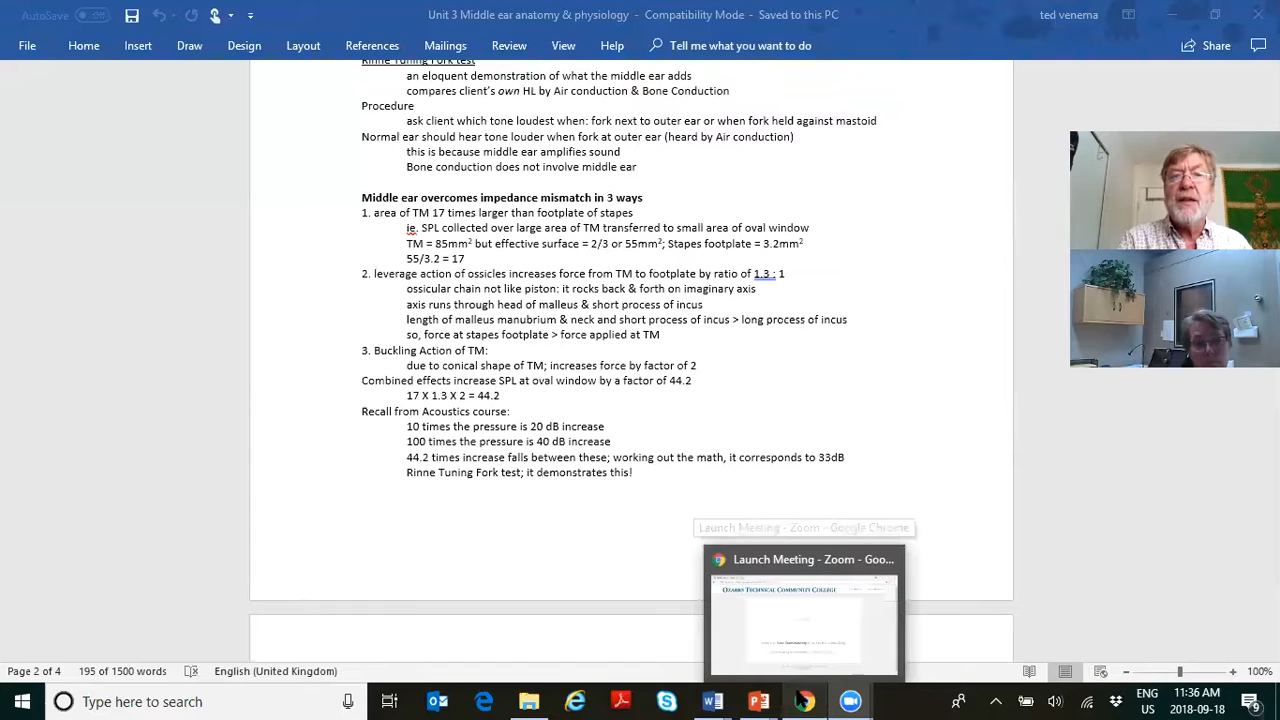 AutoSave
Off
Unit 3 Middle ear anatomy & physiology - Compatibility Mode - Saved to this PC
ted venema
File
Home
Insert
Draw
Design
Layout
References
Mailings
Review
View
Help
Tell me what you want to do
Share
Rinne Tuning Fork test
an eloquent demonstration of what the middle ear adds
compares client's own HL by Air conduction & Bone Conduction
Procedure
ask client which tone loudest when: fork next to outer ear or when fork held against mastoid
Normal ear should hear tone louder when fork at outer ear (heard by Air conduction)
this is because middle ear amplifies sound
Bone conduction does not involve middle ear
Middle ear overcomes impedance mismatch in 3 ways
1. area of TM 17 times larger than footplate of stapes
ie. SPL collected over large area of TM transferred to small area of oval window
TM = 85mm² but effective surface = 2/3 or 55mm²; Stapes footplate = 3.2mm²
55/3.2 = 17
2. leverage action of ossicles increases force from TM to footplate by ratio of 1.3 : 1
ossicular chain not like piston: it rocks back & forth on imaginary axis
axis runs through head of malleus & short process of incus
length of malleus manubrium & neck and short process of incus > long process of incus
so, force at stapes footplate > force applied at TM
3. Buckling Action of TM:
due to conical shape of TM; increases force by factor of 2
Combined effects increase SPL at oval window by a factor of 44.2
17 X 1.3 X 2 = 44.2
Recall from Acoustics course:
10 times the pressure is 20 dB increase
100 times the pressure is 40 dB increase
44.2 times increase falls between these; working out the math, it corresponds to 33dB
Rinne Tuning Fork test; it demonstrates this!
Launch Meeting - Zoom - Google Chrome
Launch Meeting - Zoom - Goo...
OZARKS TECHNICAL COMMUNITY COLLEGE
Page 2 of 4
135 of 1500 words
English (United Kingdom)
100%
Type here to search
ENG
US
11:36 AM
2018-09-18
9